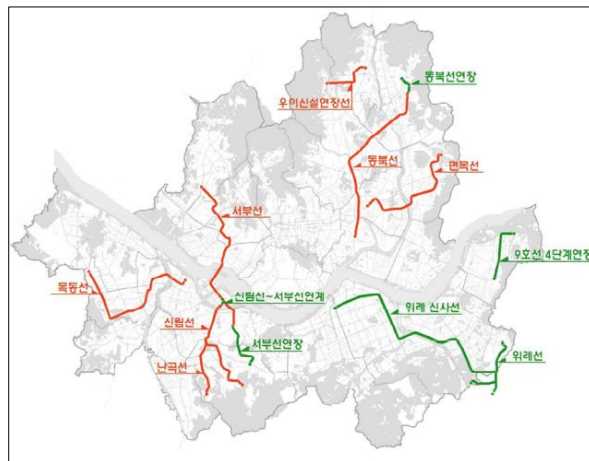 동북선연장
우이신설연장선
동북선
면목선
서부선
9호선 4단계연장
목동선
신림선~서부선연계
위례 신사선
신림선
서부선연장
위례선
난곡선